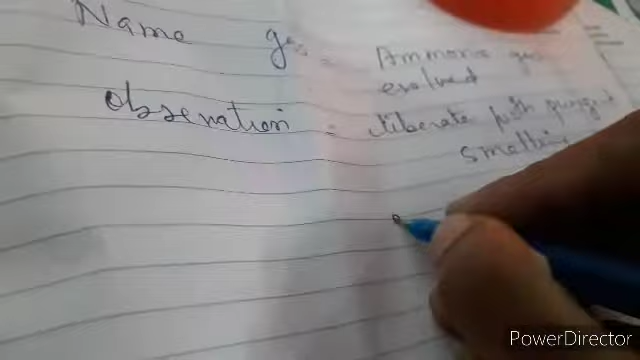 Name gas = Ammonia gas
evolved
Observation = liberate with pungent
smelling
PowerDirector